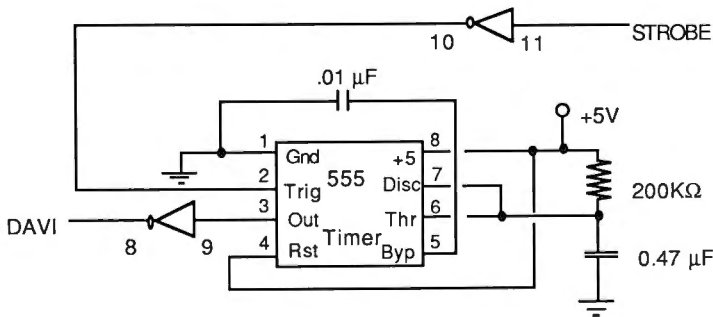 10
11
STROBE
.01 µF
+5V
1
Gnd
555
+5
8
2
Trig
Disc
7
200KΩ
DAVI
8
9
3
Out
Thr
6
4
Rst
Timer
Byp
5
0.47 µF